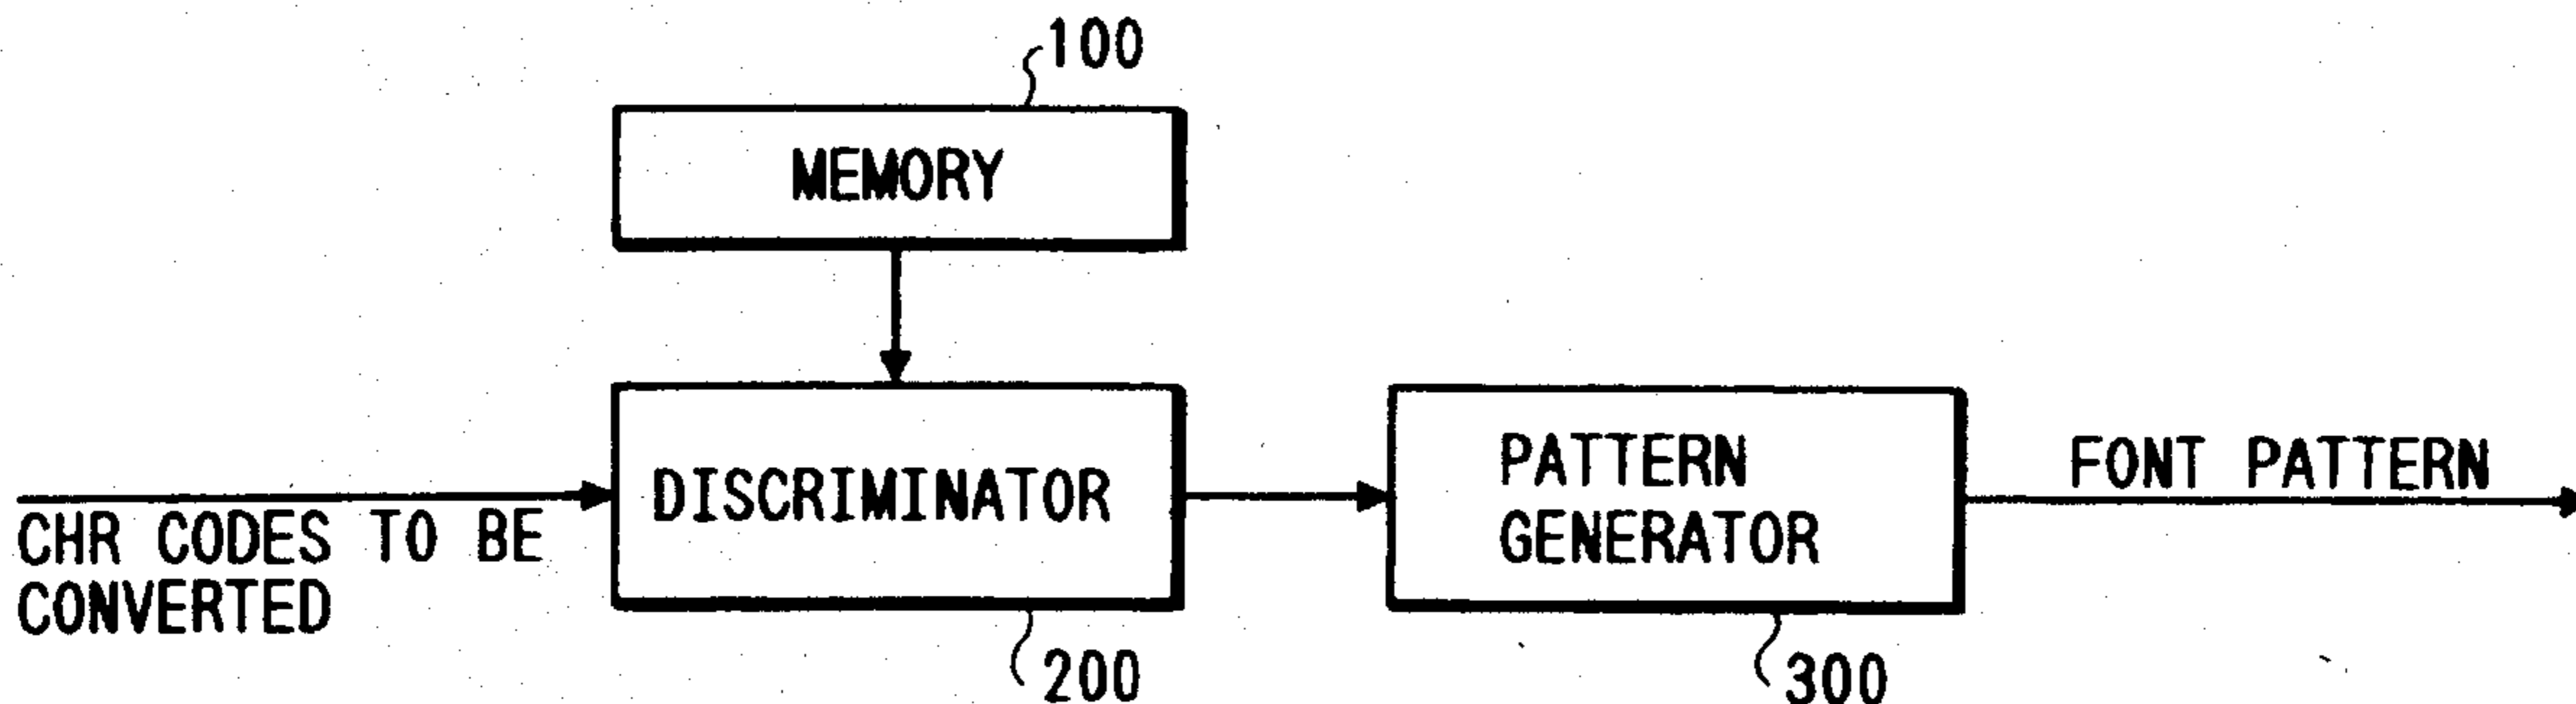 100
MEMORY
DISCRIMINATOR
PATTERN
GENERATOR
FONT PATTERN
CHR CODES TO BE
CONVERTED
200
300